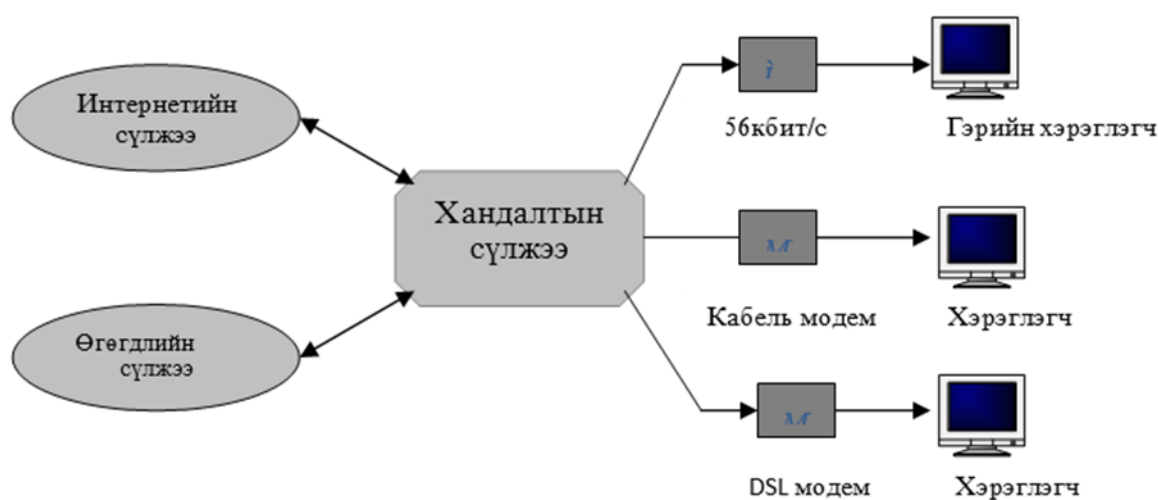 Интернетийн
сүлжээ
Өгөгдлийн
сүлжээ
Хандалтын
сүлжээ
56кбит/с
Гэрийн хэрэглэгч
Кабель модем
Хэрэглэгч
DSL модем
Хэрэглэгч